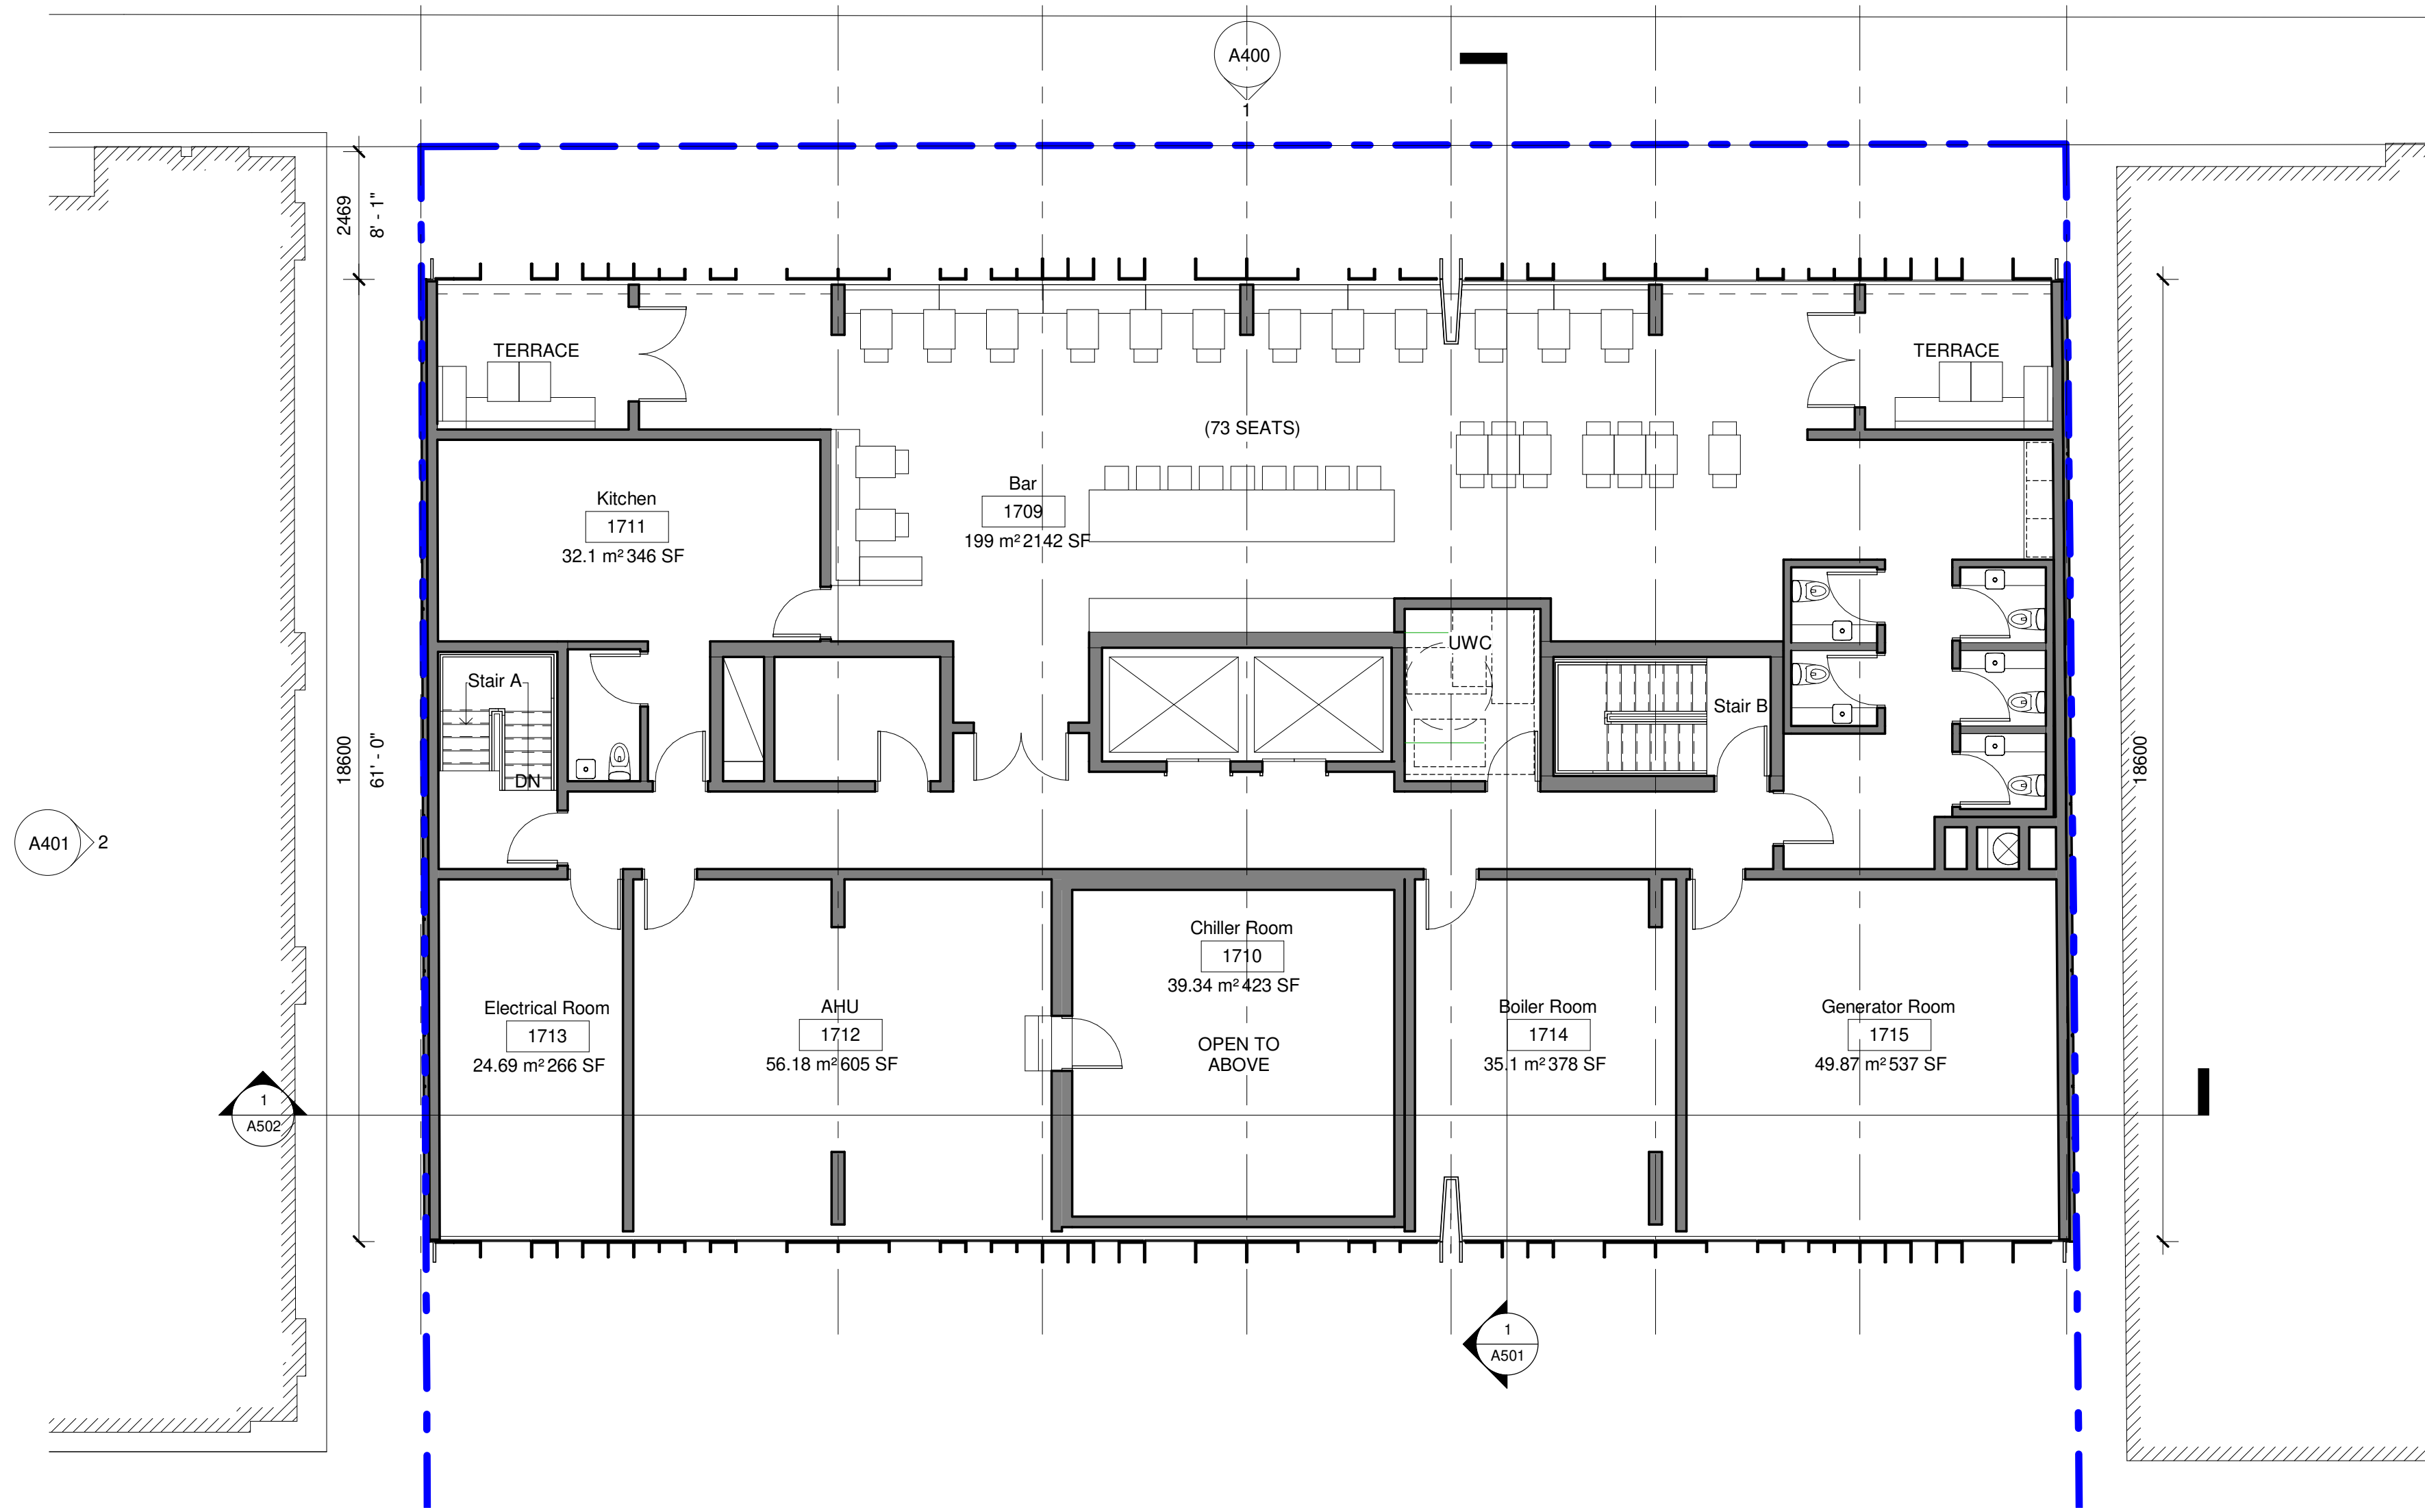 A400
1
2469
8' - 1"
TERRACE
TERRACE
(73 SEATS)
Kitchen
1711
32.1 m² 346 SF
Bar
1709
199 m² 2142 SF
UWC
Stair A
Stair B
DN
18600
61' - 0"
18600
A401
2
Chiller Room
1710
39.34 m² 423 SF
OPEN TO
ABOVE
Electrical Room
1713
24.69 m² 266 SF
AHU
1712
56.18 m² 605 SF
Boiler Room
1714
35.1 m² 378 SF
Generator Room
1715
49.87 m² 537 SF
1
A502
1
A501